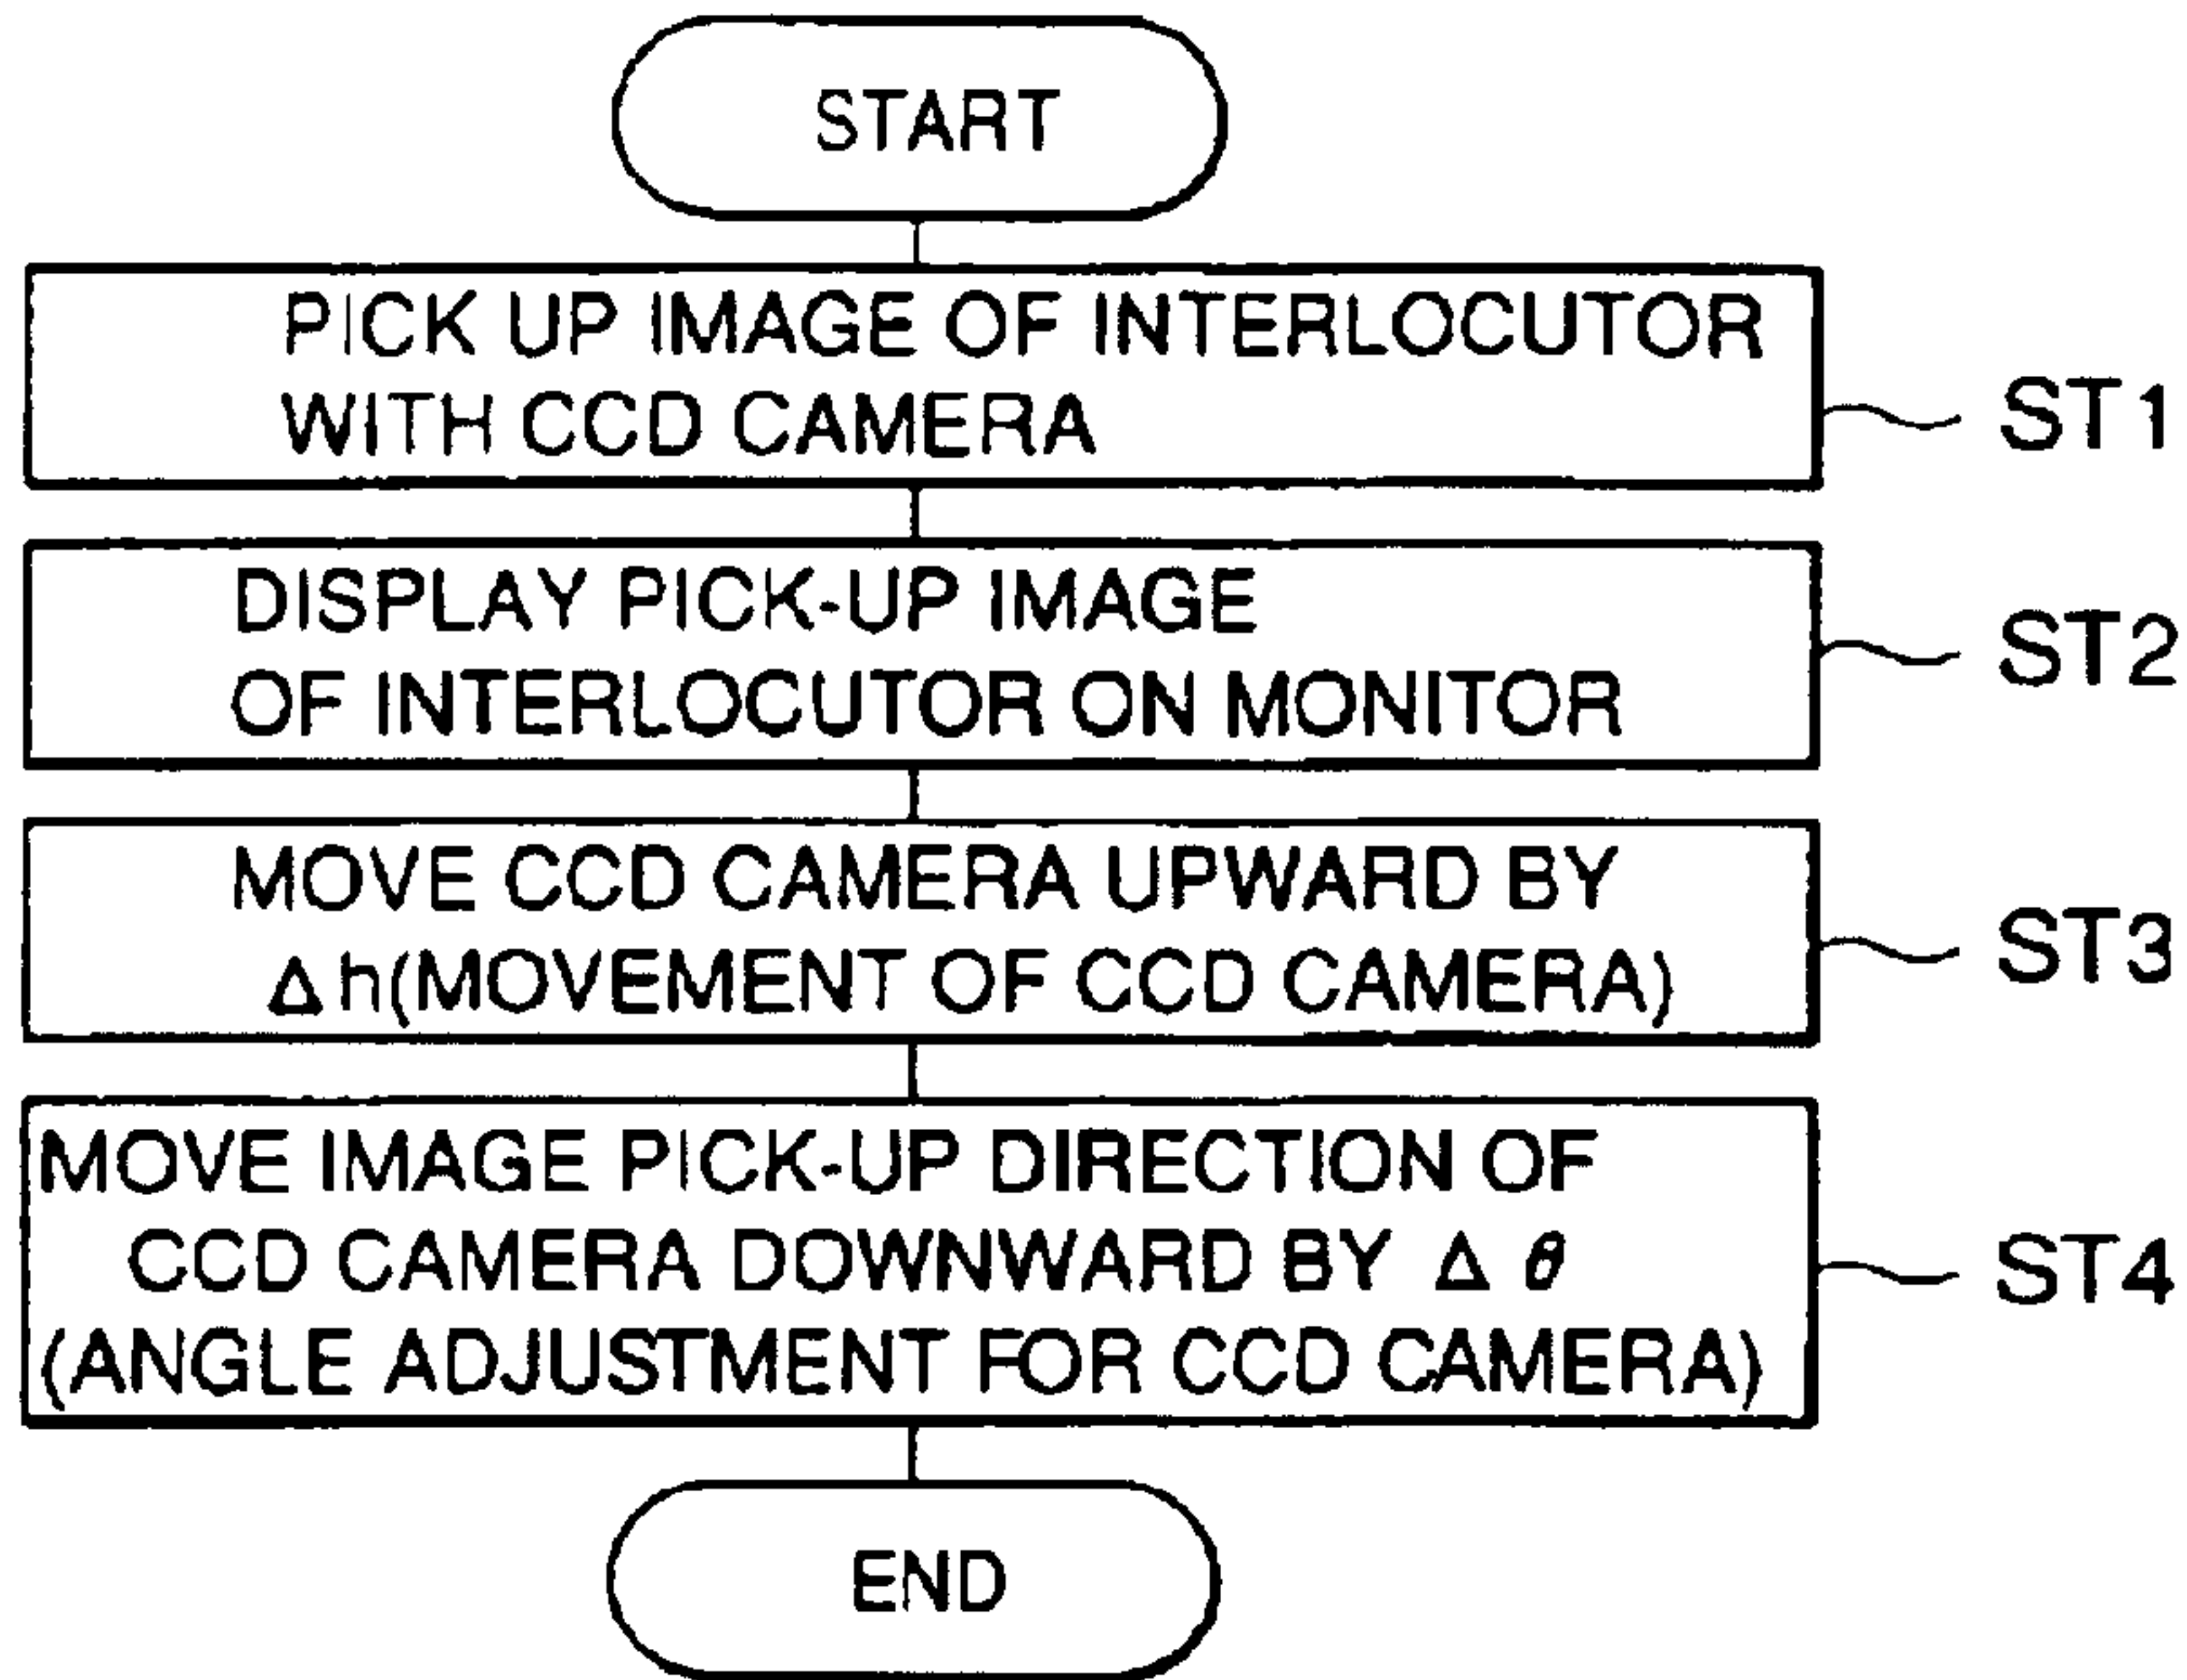 START
PICK UP IMAGE OF INTERLOCUTOR
WITH CCD CAMERA
ST1
DISPLAY PICK-UP IMAGE
OF INTERLOCUTOR ON MONITOR
ST2
MOVE CCD CAMERA UPWARD BY
Δh(MOVEMENT OF CCD CAMERA)
ST3
MOVE IMAGE PICK-UP DIRECTION OF
CCD CAMERA DOWNWARD BY Δ θ
(ANGLE ADJUSTMENT FOR CCD CAMERA)
ST4
END